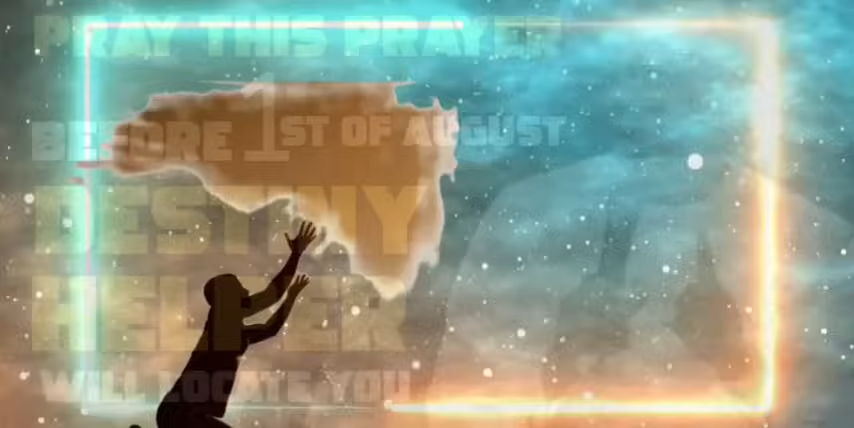 PRAY THIS PRAYER
BEFORE 1ST OF AUGUST
DESTINY
HELPER
WILL LOCATE YOU